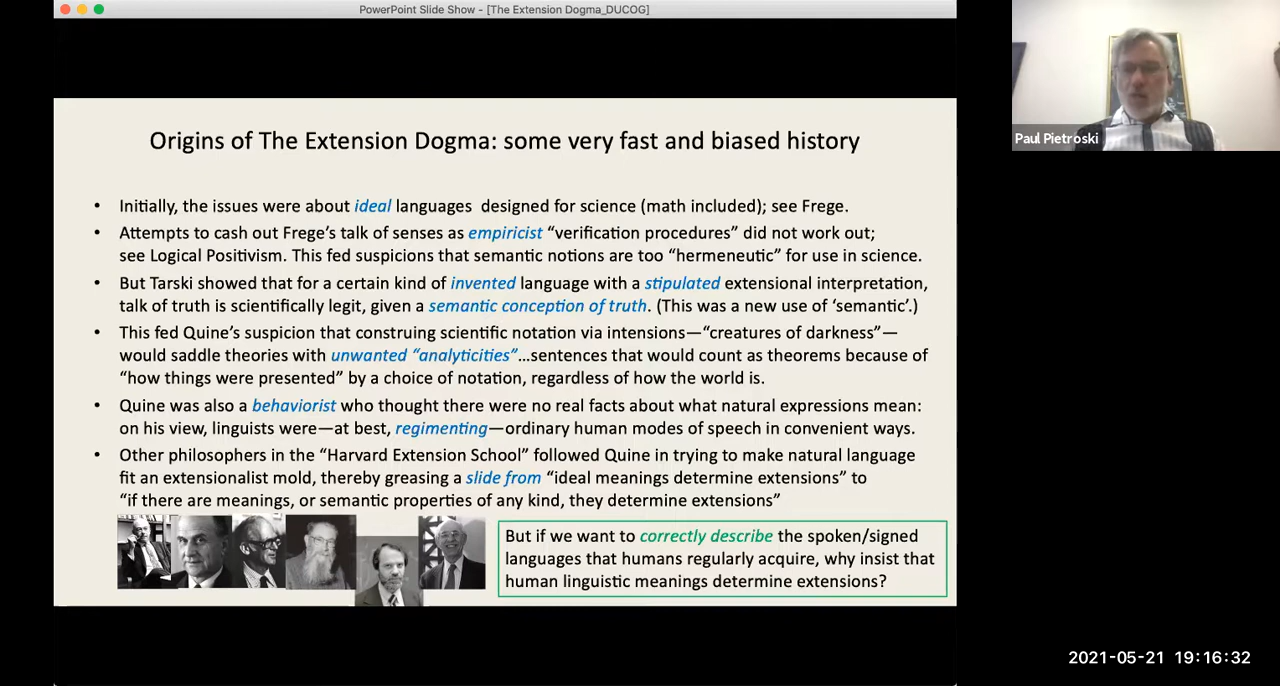 PowerPoint Slide Show - [The Extension Dogma_DUCOG]
Origins of The Extension Dogma: some very fast and biased history
• Initially, the issues were about ideal languages designed for science (math included); see Frege.
• Attempts to cash out Frege's talk of senses as empiricist “verification procedures” did not work out;
see Logical Positivism. This fed suspicions that semantic notions are too “hermeneutic” for use in science.
• But Tarski showed that for a certain kind of invented language with a stipulated extensional interpretation,
talk of truth is scientifically legit, given a semantic conception of truth. (This was a new use of ‘semantic’.)
• This fed Quine's suspicion that construing scientific notation via intensions—“creatures of darkness”—
would saddle theories with unwanted “analyticities”…sentences that would count as theorems because of
“how things were presented” by a choice of notation, regardless of how the world is.
• Quine was also a behaviorist who thought there were no real facts about what natural expressions mean:
on his view, linguists were—at best, regimenting—ordinary human modes of speech in convenient ways.
• Other philosophers in the “Harvard Extension School” followed Quine in trying to make natural language
fit an extensionalist mold, thereby greasing a slide from “ideal meanings determine extensions” to
“if there are meanings, or semantic properties of any kind, they determine extensions”
But if we want to correctly describe the spoken/signed
languages that humans regularly acquire, why insist that
human linguistic meanings determine extensions?
Paul Pietroski
2021-05-21 19:16:32